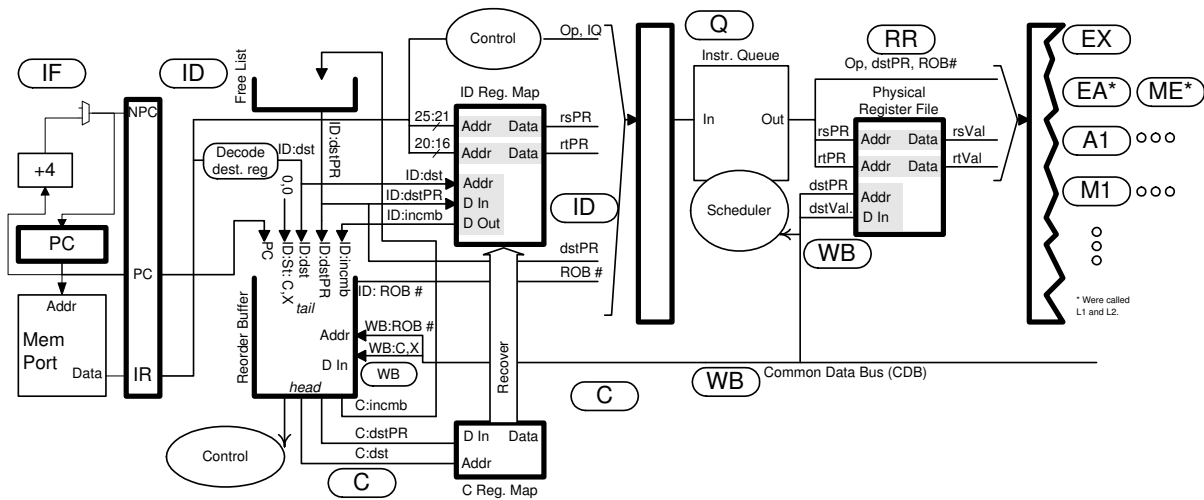 IF
ID
Free List
Control
Op, IQ
Q
RR
EX
Instr. Queue
Op, dstPR, ROB#
EA*
ME*
ID Reg. Map
Physical
Register File
NPC
25:21
Addr
Data
rsPR
20:16
Addr
Data
rtPR
In
Out
rsPR
Addr
Data
rsVal
rtPR
Addr
Data
rtVal
A1
+4
Decode
dest. reg
ID:dst
ID:dstPR
0,0
ID:dst
Addr
ID:dstPR
D In
ID:incmb
D Out
ID
dstPR
Addr
dstVal.
D In
M1
Scheduler
WB
PC
PC
PC
ID:St: C,X
ID:dst
ID:dstPR
ID:incmb
tail
dstPR
ROB #
ID: ROB #
Addr
Mem
Port
Data
IR
Reorder Buffer
Addr
WB:ROB #
D In
WB:C,X
WB
head
Recover
C
WB
Common Data Bus (CDB)
* Were called
L1 and L2.
C:incmb
Control
C:dstPR
D In
Data
C:dst
Addr
C
C Reg. Map